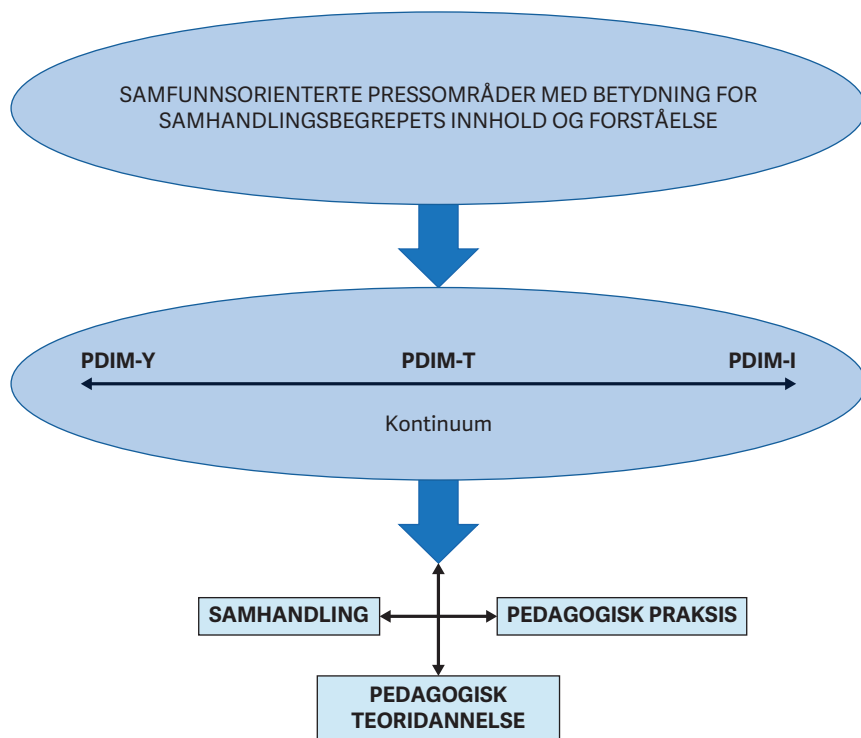 SAMFUNNSORIENTERTE PRESSOMRÅDER MED BETYDNING FOR
SAMHANDLINGSBEGREPETS INNHOLD OG FORSTÅELSE
PDIM-Y PDIM-T PDIM-I
Kontinuum
SAMHANDLING PEDAGOGISK PRAKSIS
PEDAGOGISK
TEORIDANNELSE